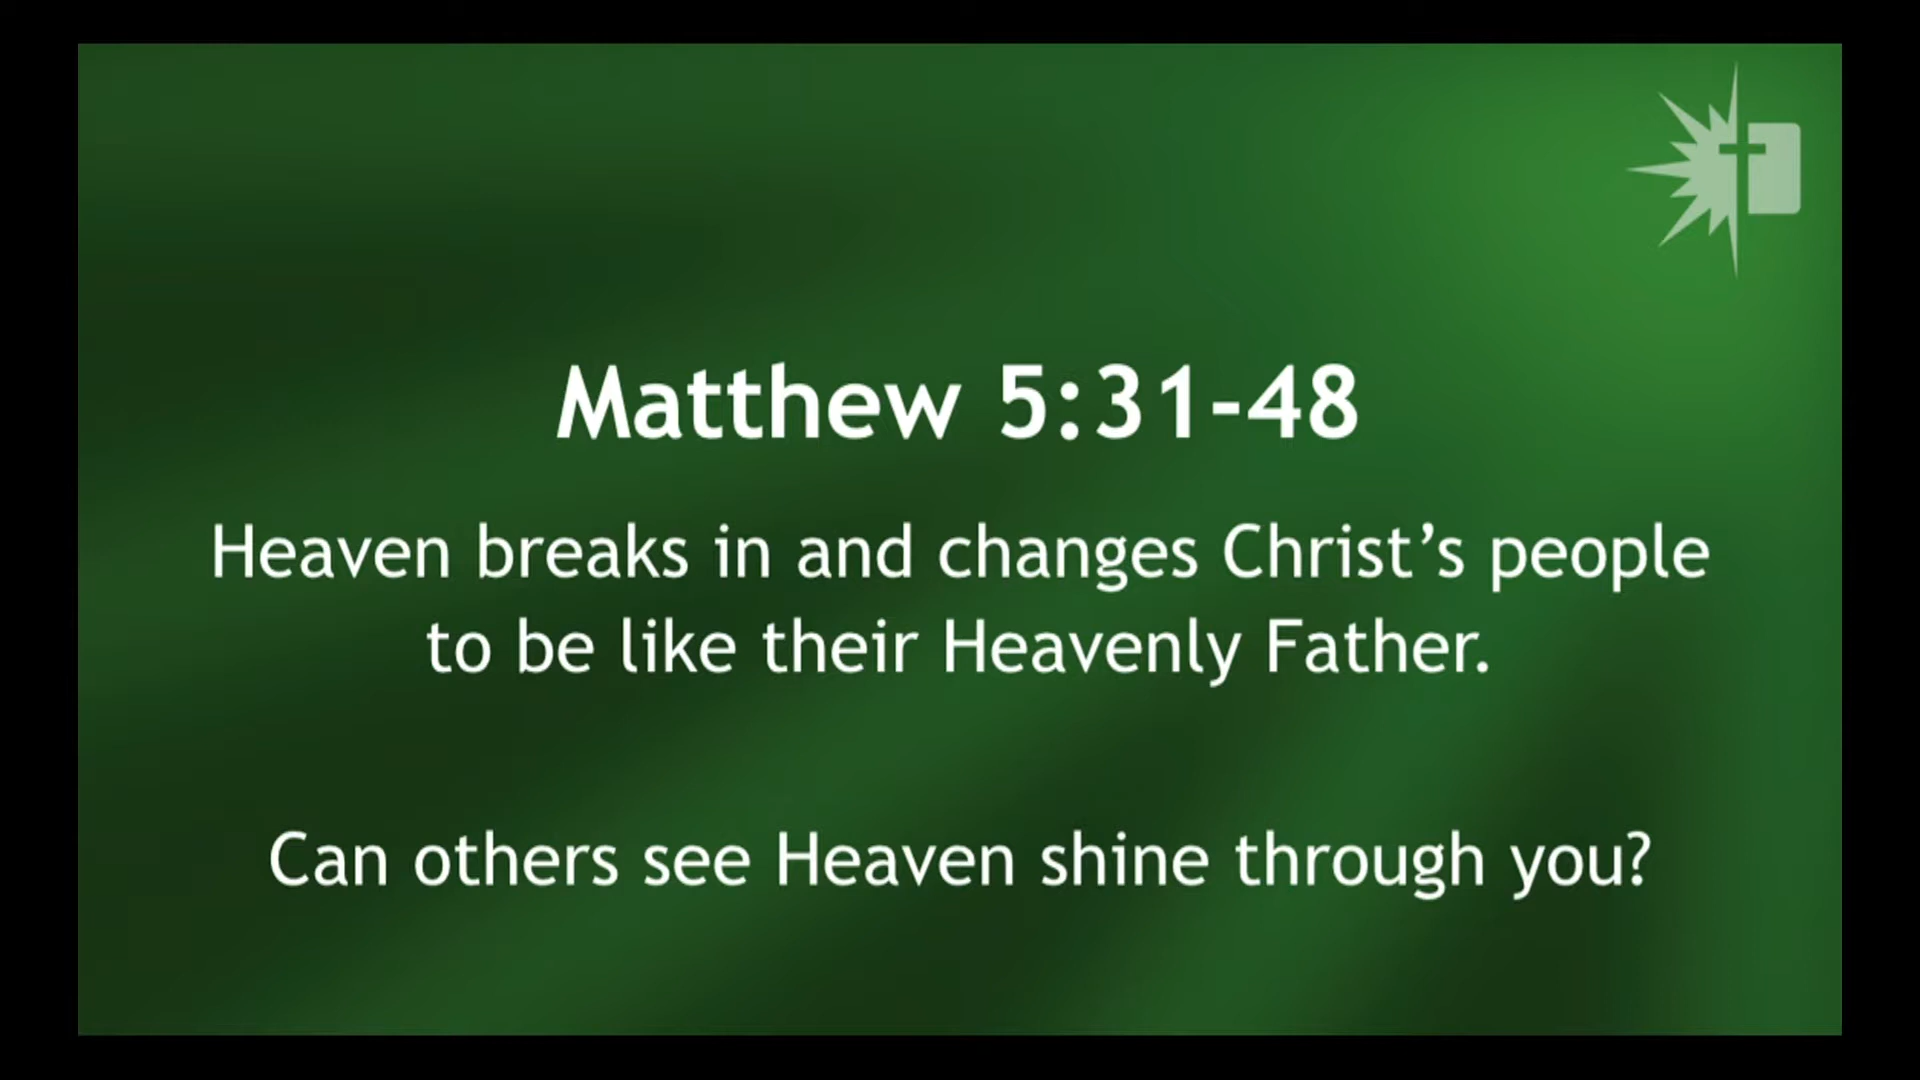 Matthew 5:31-48
Heaven breaks in and changes Christ’s people
to be like their Heavenly Father.
Can others see Heaven shine through you?